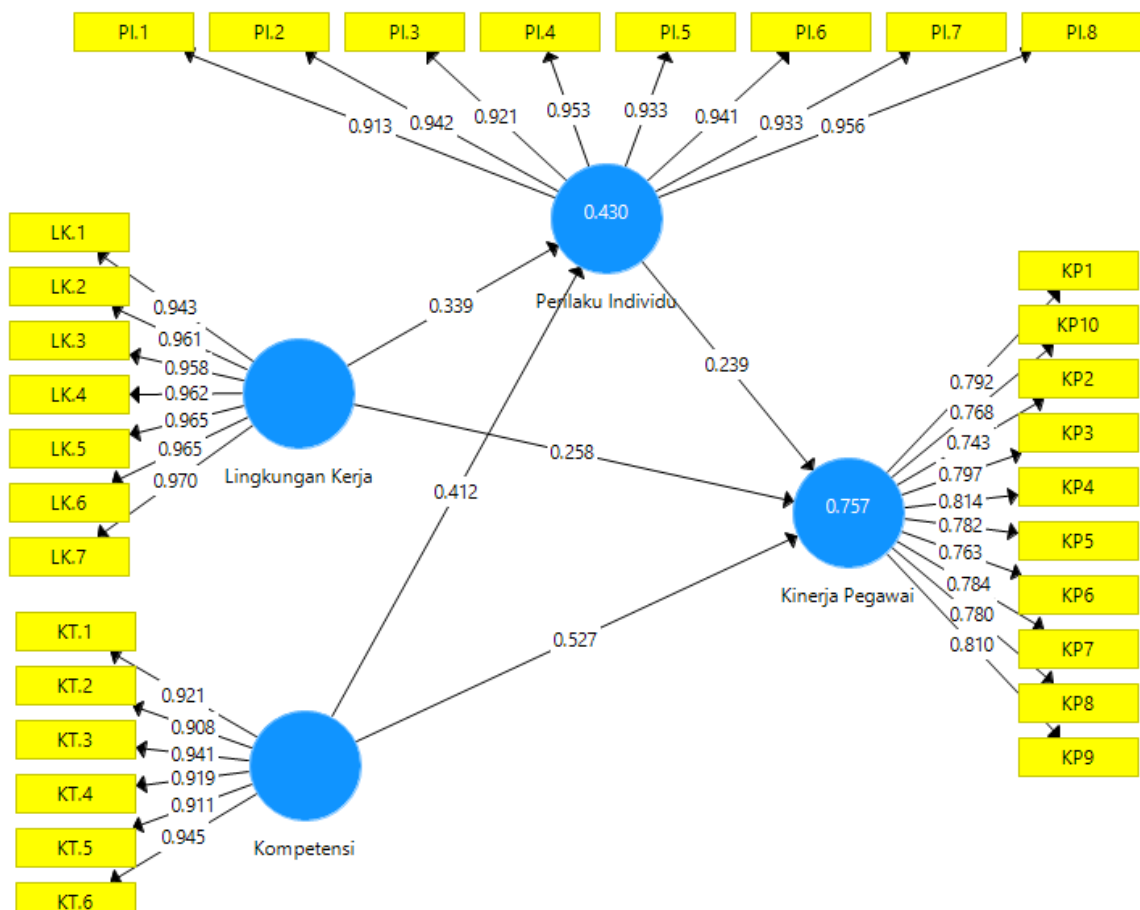 PI.1 PI.2 PI.3 PI.4 PI.5 PI.6 PI.7 PI.8
0.913 0.942 0.921 0.953 0.933 0.941 0.933 0.956
0.430
Perilaku Individu
LK.1
LK.2
LK.3
LK.4
LK.5
LK.6
LK.7
0.943
0.961
0.958
0.962
0.965
0.965
0.970
Lingkungan Kerja
0.339
0.239
0.258
0.412
0.527
KT.1
KT.2
KT.3
KT.4
KT.5
KT.6
0.921
0.908
0.941
0.919
0.911
0.945
Kompetensi
0.757
Kinerja Pegawai
0.792
0.768
0.743
0.797
0.814
0.782
0.763
0.784
0.780
0.810
KP1
KP10
KP2
KP3
KP4
KP5
KP6
KP7
KP8
KP9